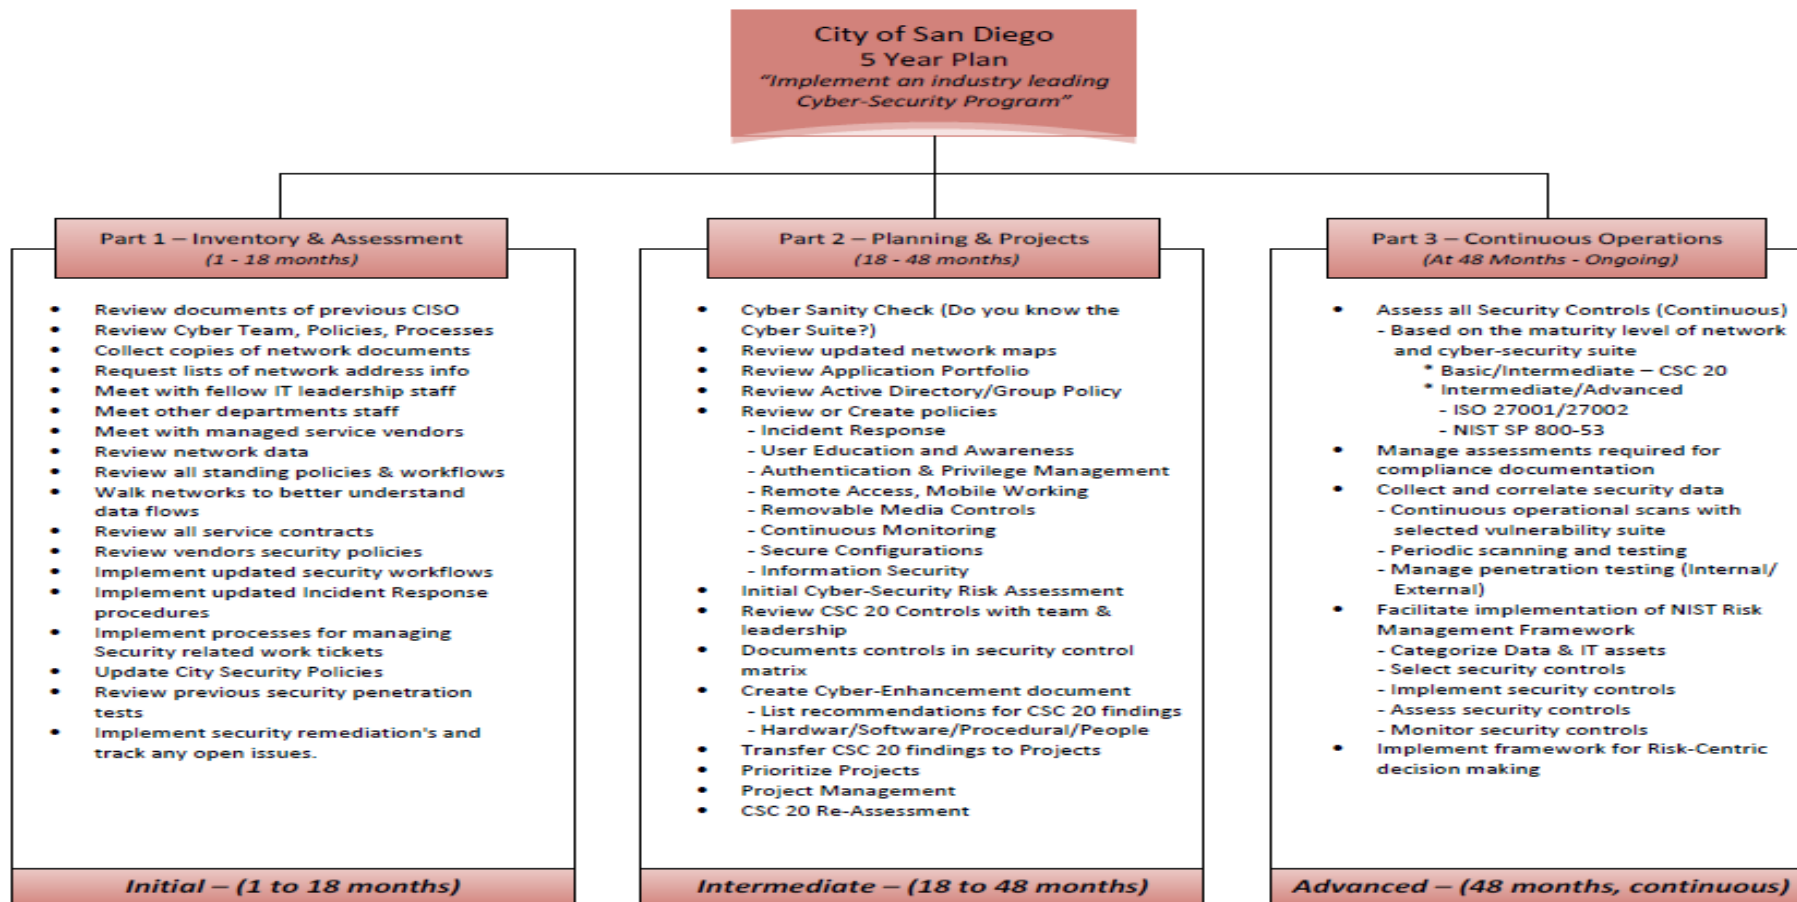 City of San Diego
5 Year Plan
“Implement an industry leading
Cyber-Security Program”
Part 1 – Inventory & Assessment
(1 - 18 months)
• Review documents of previous CISO
• Review Cyber Team, Policies, Processes
• Collect copies of network documents
• Request lists of network address info
• Meet with fellow IT leadership staff
• Meet other departments staff
• Meet with managed service vendors
• Review network data
• Review all standing policies & workflows
• Walk networks to better understand
data flows
• Review all service contracts
• Review vendors security policies
• Implement updated security workflows
• Implement updated Incident Response
procedures
• Implement processes for managing
Security related work tickets
• Update City Security Policies
• Review previous security penetration
tests
• Implement security remediation's and
track any open issues.
Initial – (1 to 18 months)
Part 2 – Planning & Projects
(18 - 48 months)
• Cyber Sanity Check (Do you know the
Cyber Suite?)
• Review updated network maps
• Review Application Portfolio
• Review Active Directory/Group Policy
• Review or Create policies
- Incident Response
- User Education and Awareness
- Authentication & Privilege Management
- Remote Access, Mobile Working
- Removable Media Controls
- Continuous Monitoring
- Secure Configurations
- Information Security
• Initial Cyber-Security Risk Assessment
• Review CSC 20 Controls with team &
leadership
• Documents controls in security control
matrix
• Create Cyber-Enhancement document
- List recommendations for CSC 20 findings
- Hardwar/Software/Procedural/People
• Transfer CSC 20 findings to Projects
• Prioritize Projects
• Project Management
• CSC 20 Re-Assessment
Intermediate – (18 to 48 months)
Part 3 – Continuous Operations
(At 48 Months - Ongoing)
• Assess all Security Controls (Continuous)
- Based on the maturity level of network
and cyber-security suite
* Basic/Intermediate – CSC 20
* Intermediate/Advanced
- ISO 27001/27002
- NIST SP 800-53
• Manage assessments required for
compliance documentation
• Collect and correlate security data
- Continuous operational scans with
selected vulnerability suite
- Periodic scanning and testing
- Manage penetration testing (Internal/
External)
• Facilitate implementation of NIST Risk
Management Framework
- Categorize Data & IT assets
- Select security controls
- Implement security controls
- Assess security controls
- Monitor security controls
• Implement framework for Risk-Centric
decision making
Advanced – (48 months, continuous)